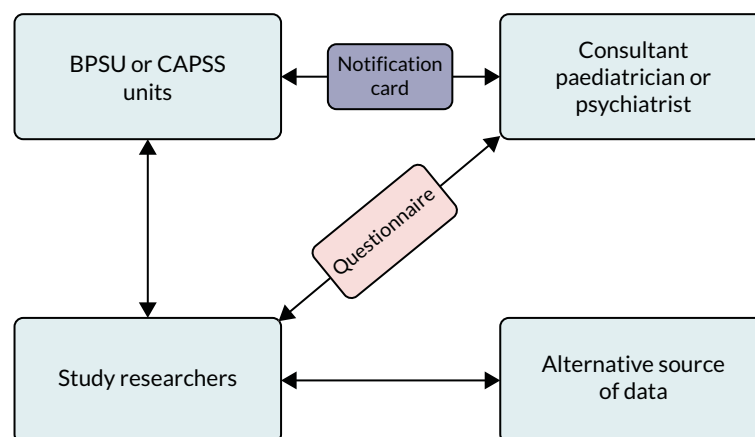 BPSU or CAPSS
units
Notification
card
Consultant
paediatrician or
psychiatrist
Questionnaire
Study researchers
Alternative source
of data